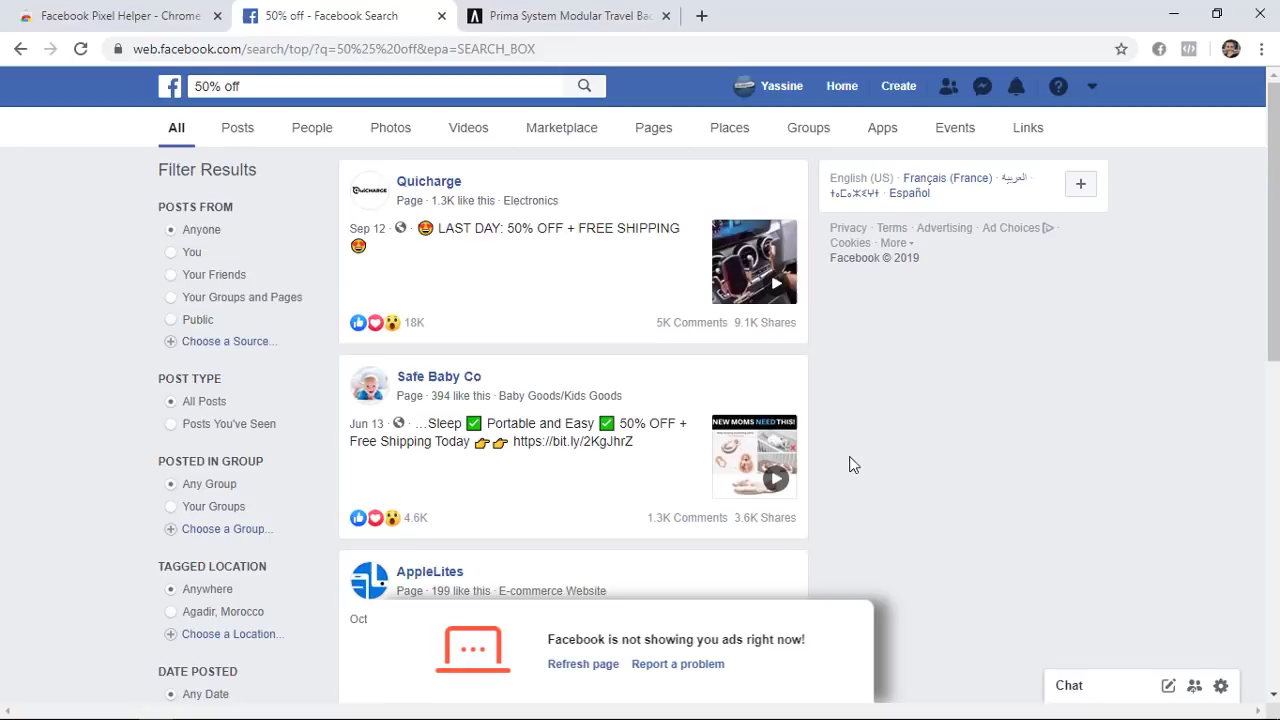 Facebook Pixel Helper - Chrome
50% off - Facebook Search
Prima System Modular Travel Bac
web.facebook.com/search/top/?q=50%25%20off&epa=SEARCH_BOX
50% off
Yassine
Home
Create
All
Posts
People
Photos
Videos
Marketplace
Pages
Places
Groups
Apps
Events
Links
Filter Results
POSTS FROM
Anyone
You
Your Friends
Your Groups and Pages
Public
Choose a Source...
POST TYPE
All Posts
Posts You've Seen
POSTED IN GROUP
Any Group
Your Groups
Choose a Group...
TAGGED LOCATION
Anywhere
Agadir, Morocco
Choose a Location...
DATE POSTED
Any Date
QUICHARGE
Quicharge
Page · 1.3K like this · Electronics
Sep 12 · 🤩 LAST DAY: 50% OFF + FREE SHIPPING
🤩
18K
5K Comments 9.1K Shares
Safe Baby Co
Page · 394 like this · Baby Goods/Kids Goods
Jun 13 · ...Sleep ✅ Portable and Easy ✅ 50% OFF +
Free Shipping Today 👉👉 https://bit.ly/2KgJhrZ
NEW MOMS NEED THIS!
4.6K
1.3K Comments 3.6K Shares
AppleLites
Page · 199 like this · E-commerce Website
Oct
Facebook is not showing you ads right now!
Refresh page Report a problem
English (US) · Français (France) · العربية ·
ⵜⴰⵎⴰⵣⵉⵖⵜ · Español
Privacy · Terms · Advertising · Ad Choices ·
Cookies · More
Facebook © 2019
Chat